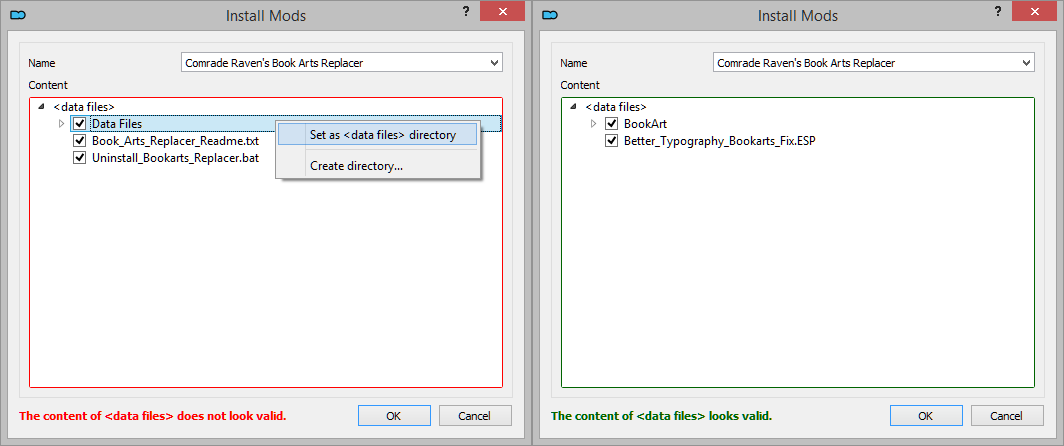 Install Mods
?
Name
Comrade Raven's Book Arts Replacer
Content
<data files>
Data Files
Book_Arts_Replacer_Readme.txt
Uninstall_Bookarts_Replacer.bat
Set as <data files> directory
Create directory...
The content of <data files> does not look valid.
OK
Cancel
Install Mods
?
Name
Comrade Raven's Book Arts Replacer
Content
<data files>
BookArt
Better_Typography_Bookarts_Fix.ESP
The content of <data files> looks valid.
OK
Cancel